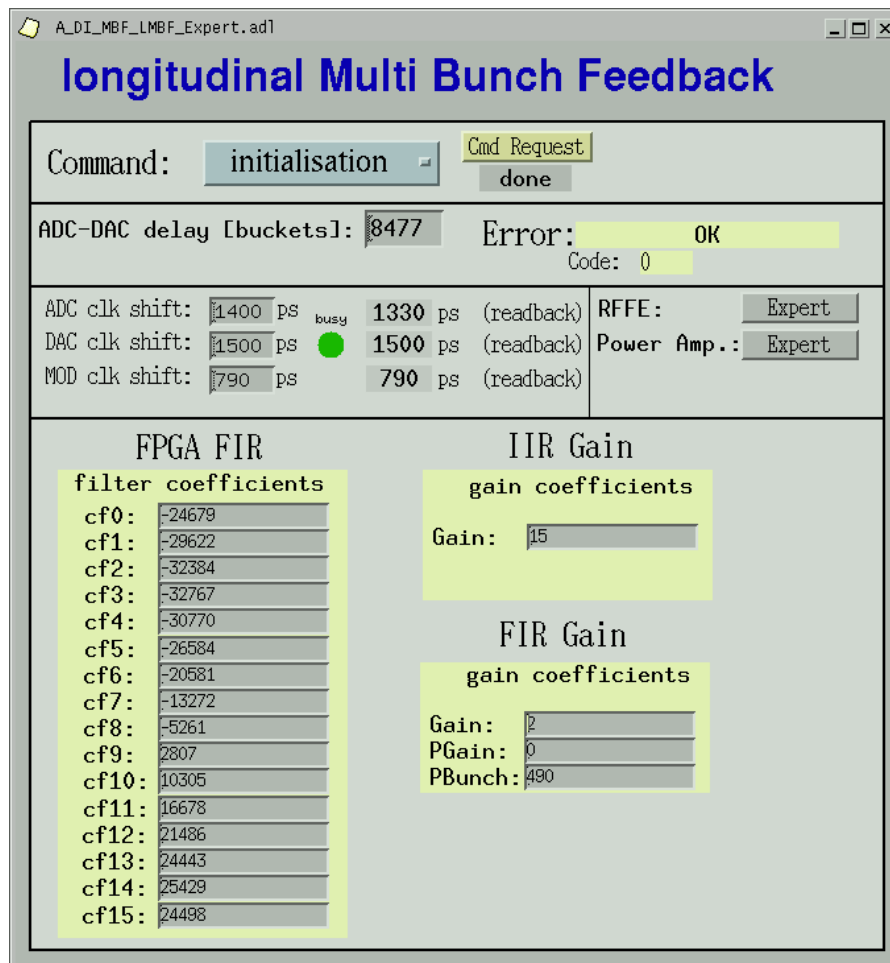 A_DI_MBF_LMBF_Expert.adl
longitudinal Multi Bunch Feedback
Command: initialisation Cmd Request
done
ADC-DAC delay [buckets]: 8477 Error: OK
Code: 0
ADC clk shift: 1400 ps busy 1330 ps (readback) RFFE: Expert
DAC clk shift: 1500 ps 1500 ps (readback) Power Amp.: Expert
MOD clk shift: 790 ps 790 ps (readback)
FPGA FIR
filter coefficients
cf0: -24679
cf1: -29622
cf2: -32384
cf3: -32767
cf4: -30770
cf5: -26584
cf6: -20581
cf7: -13272
cf8: -5261
cf9: 2807
cf10: 10305
cf11: 16678
cf12: 21486
cf13: 24443
cf14: 25429
cf15: 24498
IIR Gain
gain coefficients
Gain: 15
FIR Gain
gain coefficients
Gain: 2
PGain: 0
PBunch: 490